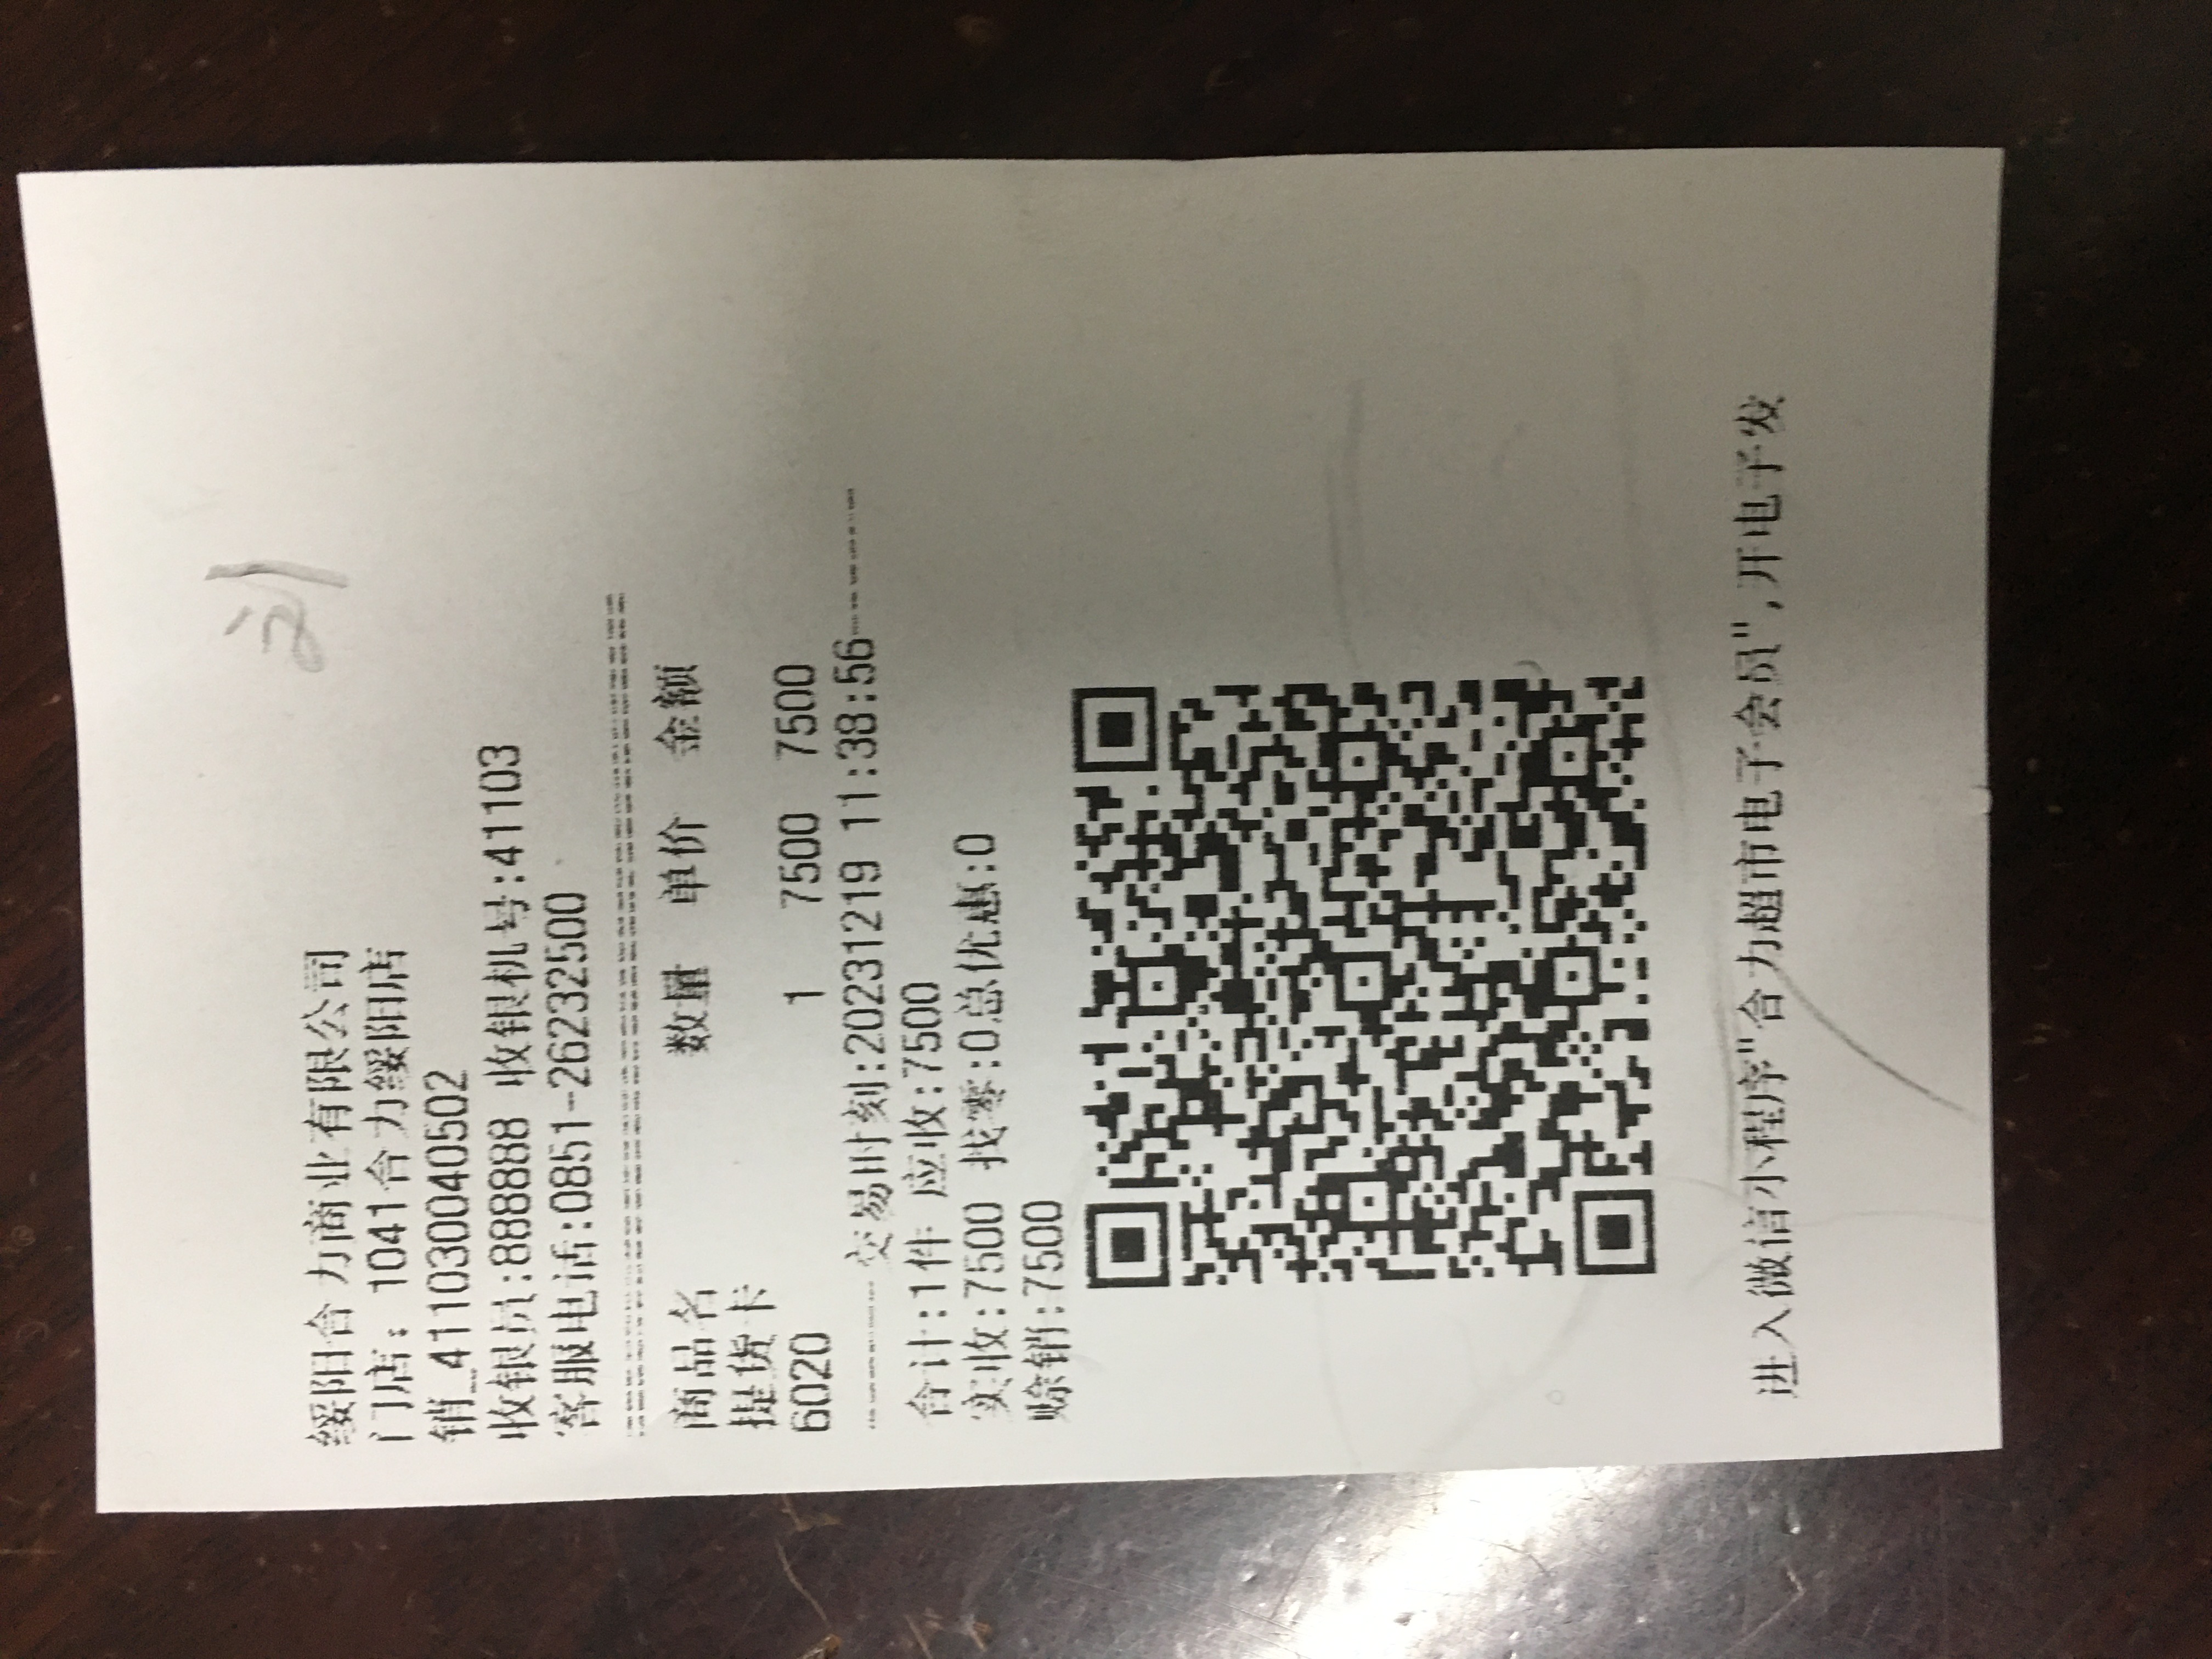 绥阳合力商业有限公司
门店: 1041合力绥阳店
销_4110300040502
收银员:888888 收银机号:41103
客服电话:0851-26232500
商品名 数量 单价 金额
提货卡
6020 1 7500 7500
交易时刻:20231219 11:38:56
合计:1件 应收:7500
实收:7500 找零:0总优惠:0
赊销:7500
进入微信小程序"合力超市电子会员",开电子发